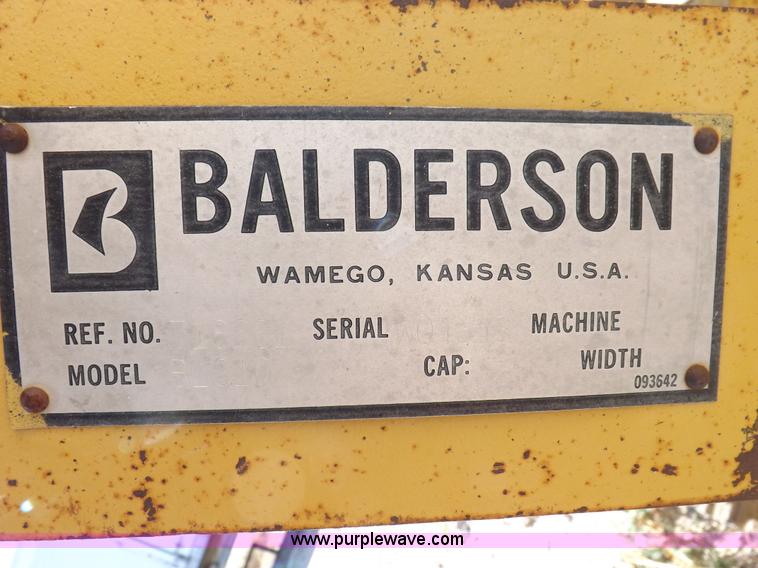 BALDERSON
WAMEGO, KANSAS U.S.A.
REF. NO. SERIAL MACHINE
MODEL CAP: WIDTH
093642
www.purplewave.com